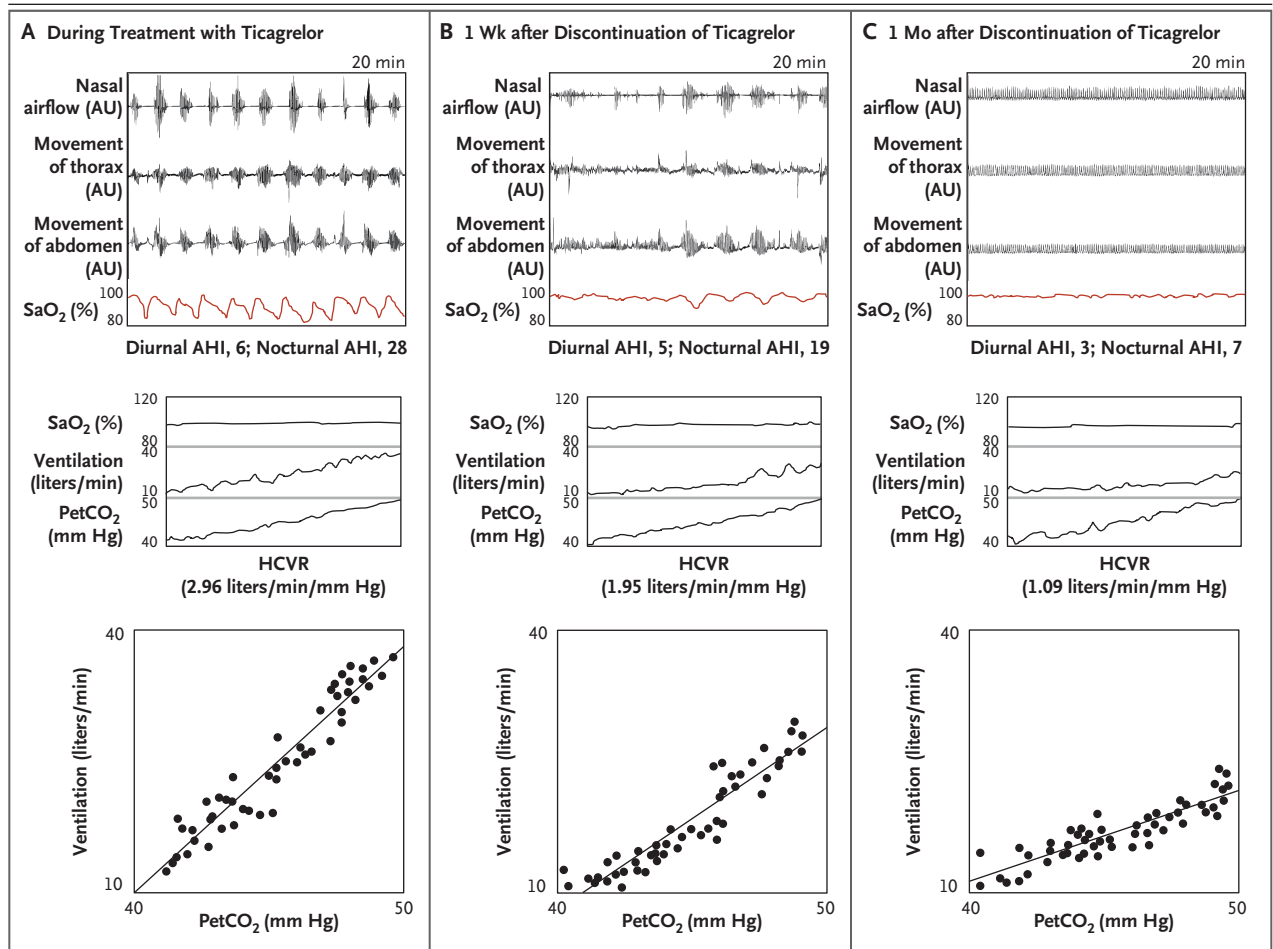 A During Treatment with Ticagrelor
20 min
Nasal
airflow (AU)
Movement
of thorax
(AU)
Movement
of abdomen
(AU)
100
SaO2 (%)
80
Diurnal AHI, 6; Nocturnal AHI, 28
120
SaO2 (%)
80
40
Ventilation
(liters/min)
10
50
PetCO2
(mm Hg)
40
HCVR
(2.96 liters/min/mm Hg)
40
Ventilation (liters/min)
10
40
50
PetCO2 (mm Hg)
B 1 Wk after Discontinuation of Ticagrelor
20 min
Nasal
airflow (AU)
Movement
of thorax
(AU)
Movement
of abdomen
(AU)
100
SaO2 (%)
80
Diurnal AHI, 5; Nocturnal AHI, 19
120
SaO2 (%)
80
40
Ventilation
(liters/min)
10
50
PetCO2
(mm Hg)
40
HCVR
(1.95 liters/min/mm Hg)
40
Ventilation (liters/min)
10
40
50
PetCO2 (mm Hg)
C 1 Mo after Discontinuation of Ticagrelor
20 min
Nasal
airflow (AU)
Movement
of thorax
(AU)
Movement
of abdomen
(AU)
100
SaO2 (%)
80
Diurnal AHI, 3; Nocturnal AHI, 7
120
SaO2 (%)
80
40
Ventilation
(liters/min)
10
50
PetCO2
(mm Hg)
40
HCVR
(1.09 liters/min/mm Hg)
40
Ventilation (liters/min)
10
40
50
PetCO2 (mm Hg)